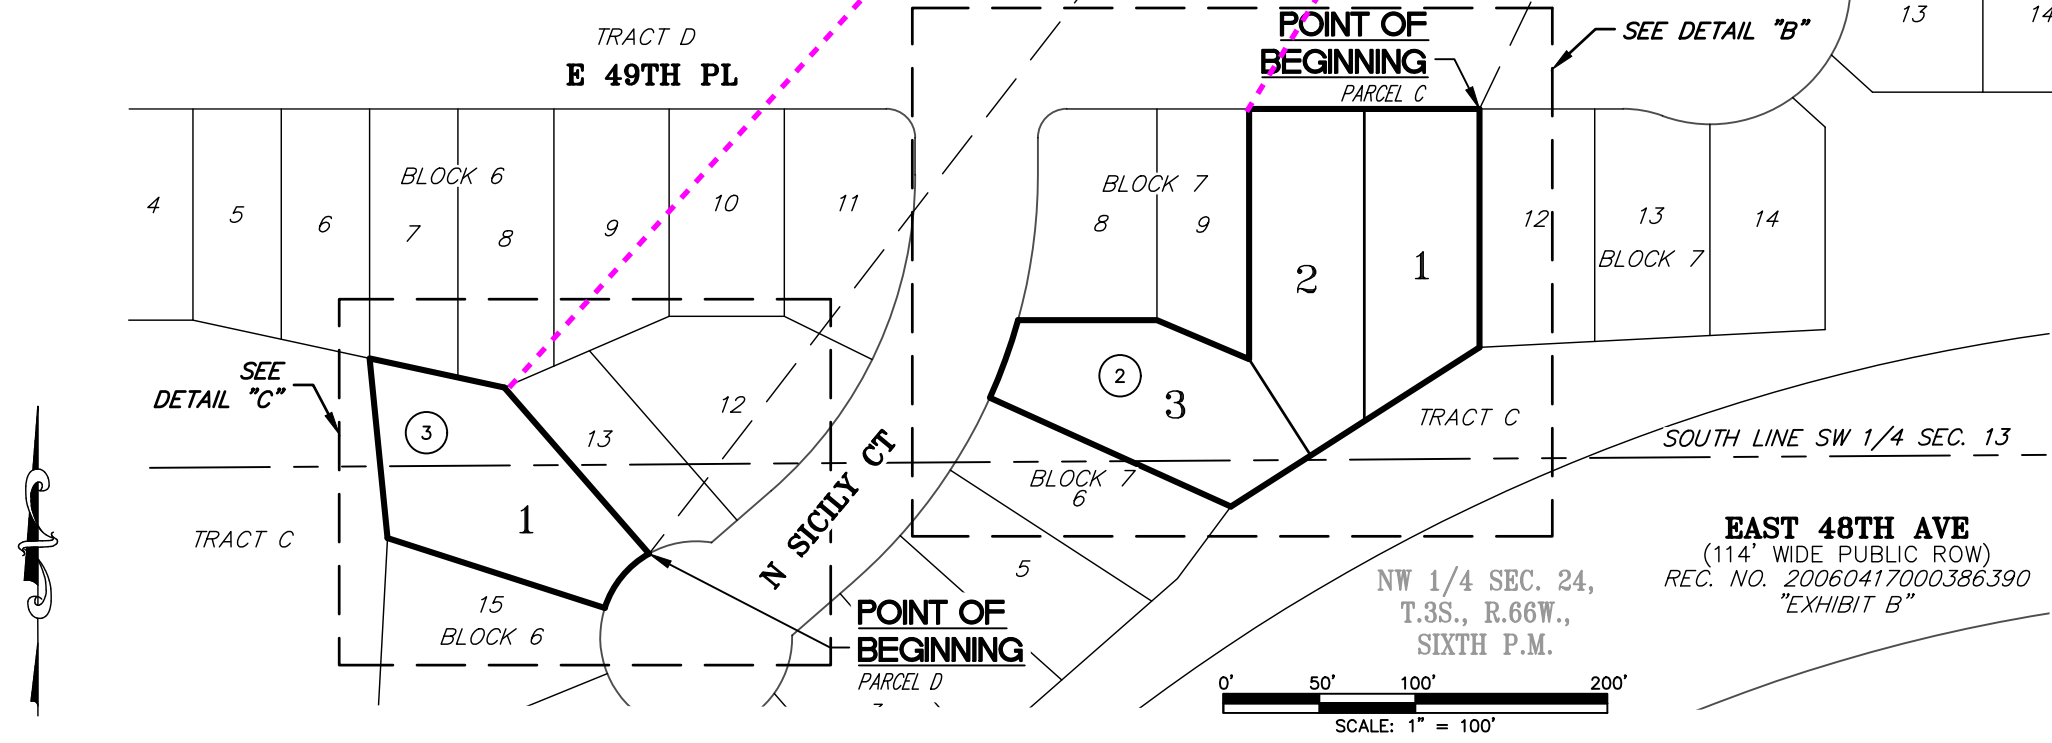 TRACT D
E 49TH PL
POINT OF
BEGINNING
PARCEL C
SEE DETAIL "B"
13
14
BLOCK 6
4
5
6
7
8
9
10
11
BLOCK 7
8
9
2
1
12
13
BLOCK 7
14
SEE
DETAIL "C"
3
13
12
1
2
3
TRACT C
SOUTH LINE SW 1/4 SEC. 13
BLOCK 7
6
N SICILY CT
TRACT C
15
BLOCK 6
5
POINT OF
BEGINNING
PARCEL D
EAST 48TH AVE
(114' WIDE PUBLIC ROW)
REC. NO. 20060417000386390
"EXHIBIT B"
NW 1/4 SEC. 24,
T.3S., R.66W.,
SIXTH P.M.
0' 50' 100' 200'
SCALE: 1" = 100'